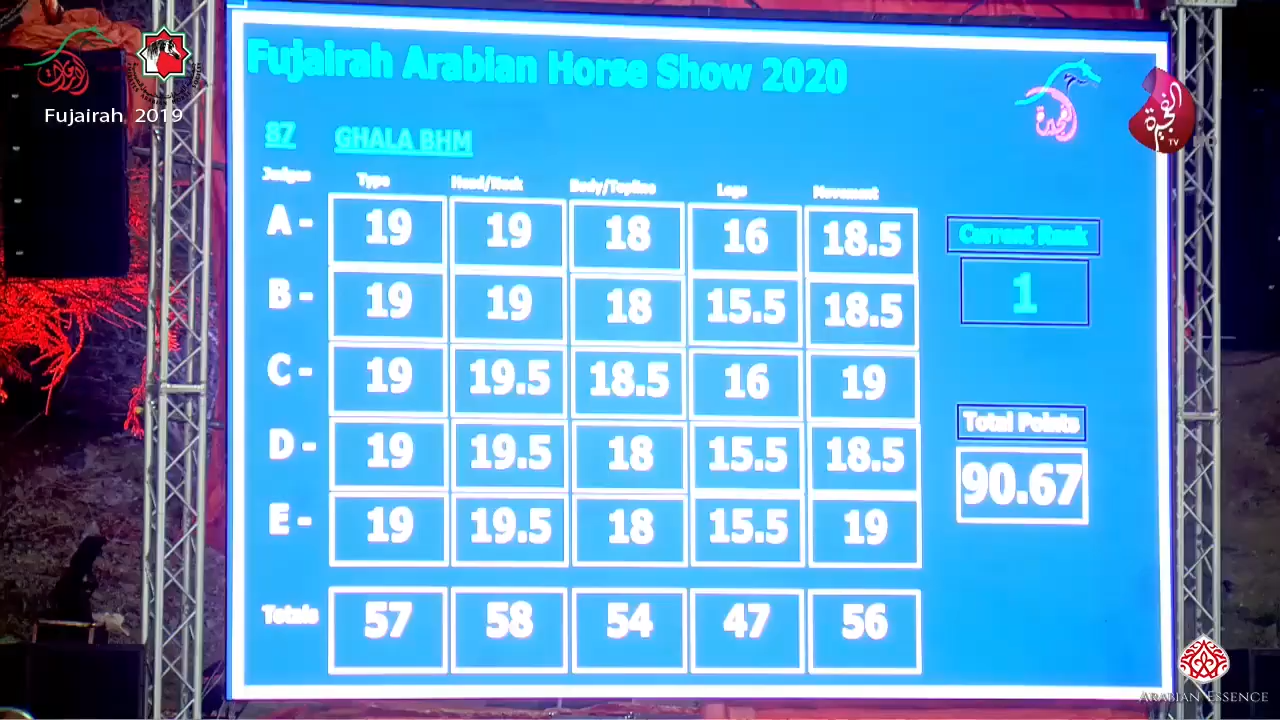 Fujairah Arabian Horse Show 2020
Fujairah 2019
87 GHALA BHM
Judges Type Head/Neck Body/Topline Legs Movement
A - 19 19 18 16 18.5
B - 19 19 18 15.5 18.5
C - 19 19.5 18.5 16 19
D - 19 19.5 18 15.5 18.5
E - 19 19.5 18 15.5 19
Totals 57 58 54 47 56
Current Rank
1
Total Points
90.67
الفجيرة
TV
ARABIAN ESSENCE